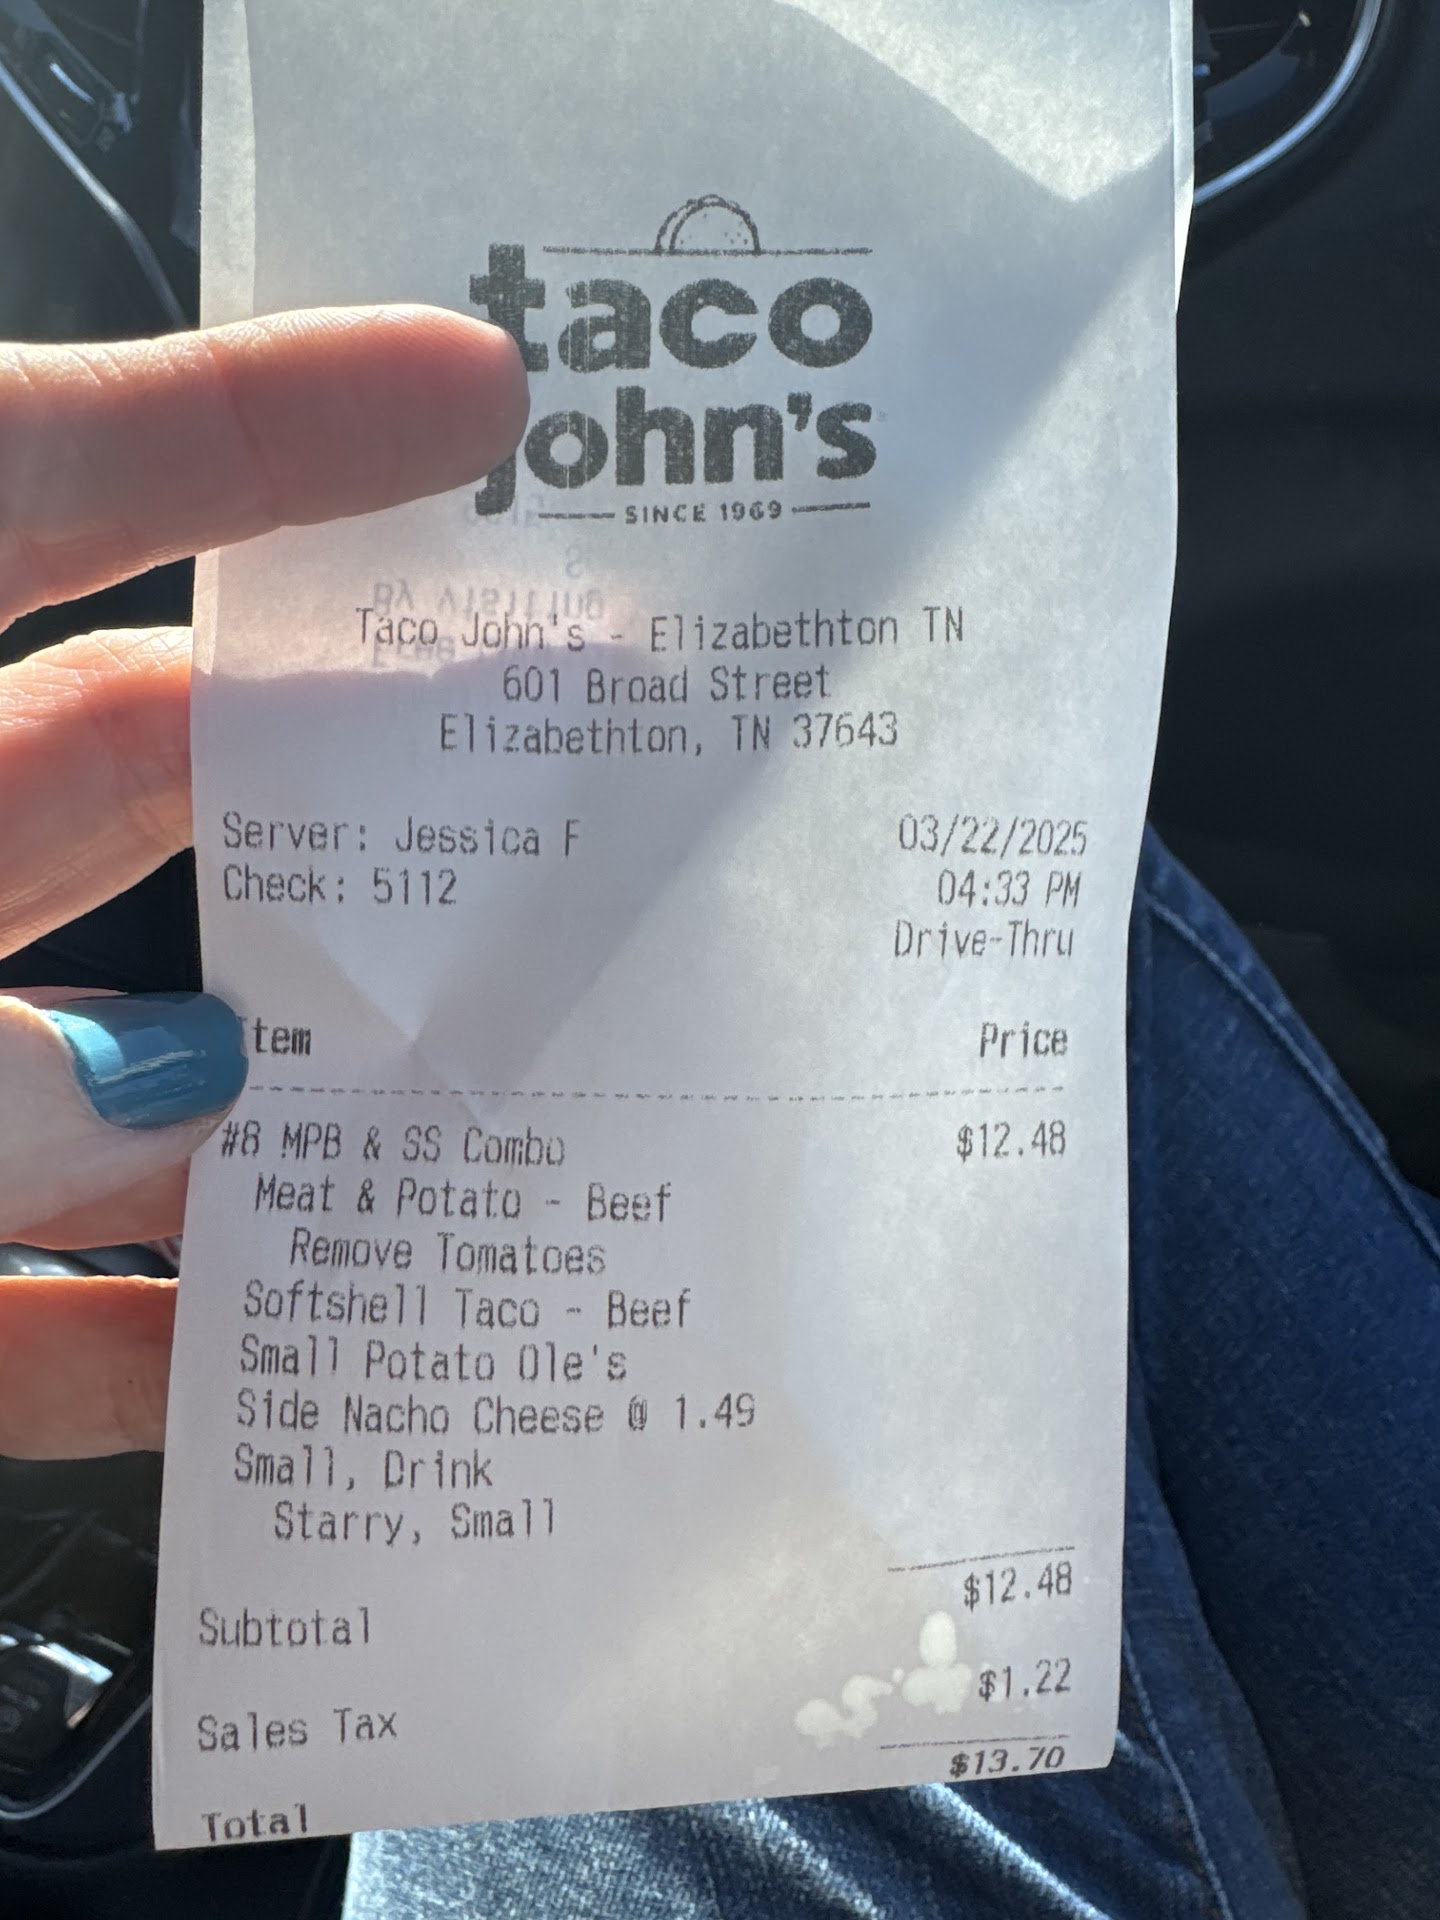 taco
john's
SINCE 1969
By visiting
Taco John's - Elizabethton TN
601 Broad Street
Elizabethton, TN 37643
Server: Jessica F 03/22/2025
Check: 5112 04:33 PM
Drive-Thru
Item Price
#8 MPB & SS Combo $12.48
Meat & Potato - Beef
Remove Tomatoes
Softshell Taco - Beef
Small Potato Ole's
Side Nacho Cheese @ 1.49
Small, Drink
Starry, Small
Subtotal $12.48
Sales Tax $1.22
Total $13.70